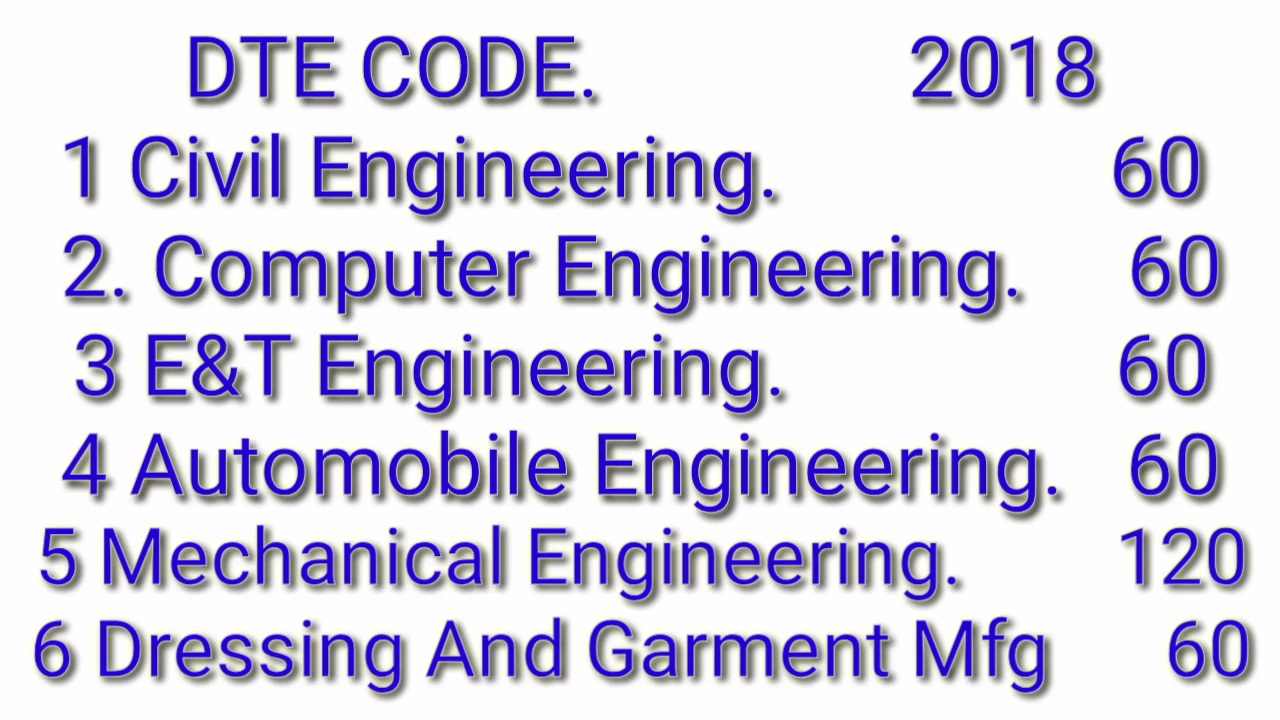 DTE CODE. 2018
1 Civil Engineering. 60
2. Computer Engineering. 60
3 E&T Engineering. 60
4 Automobile Engineering. 60
5 Mechanical Engineering. 120
6 Dressing And Garment Mfg 60